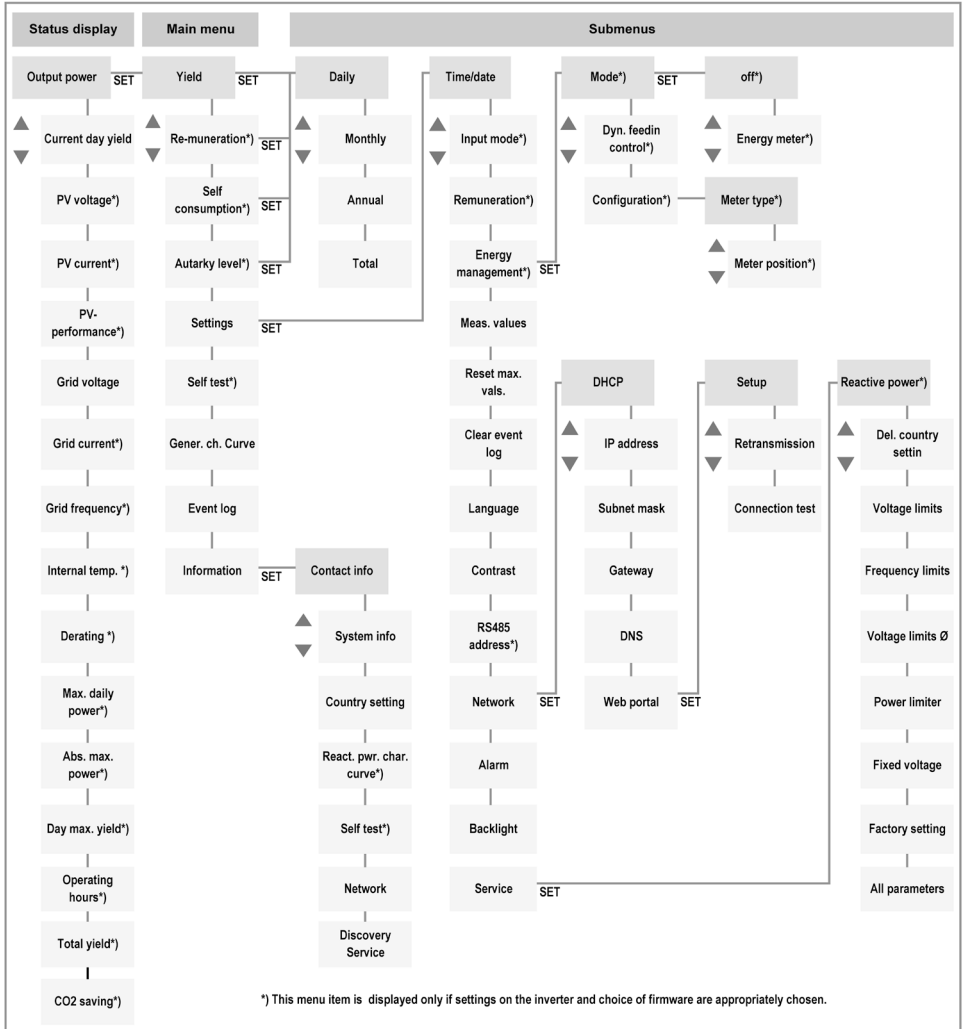 Status display
Main menu
Submenus
Output power
SET
Current day yield
PV voltage*)
PV current*)
PV-
performance*)
Grid voltage
Grid current*)
Grid frequency*)
Internal temp. *)
Derating *)
Max. daily
power*)
Abs. max.
power*)
Day max. yield*)
Operating
hours*)
Total yield*)
CO2 saving*)
Yield
SET
Re-muneration*)
SET
Self
consumption*)
SET
Autarky level*)
SET
Settings
SET
Self test*)
Gener. ch. Curve
Event log
Information
SET
Daily
Monthly
Annual
Total
Contact info
System info
Country setting
React. pwr. char.
curve*)
Self test*)
Network
Discovery
Service
Time/date
Input mode*)
Remuneration*)
Energy
management*)
SET
Meas. values
Reset max.
vals.
Clear event
log
Language
Contrast
RS485
address*)
Network
SET
Alarm
Backlight
Service
SET
Mode*)
SET
Dyn. feedin
control*)
Configuration*)
off*)
Energy meter*)
Meter type*)
Meter position*)
DHCP
IP address
Subnet mask
Gateway
DNS
Web portal
SET
Setup
Retransmission
Connection test
Reactive power*)
Del. country
settin
Voltage limits
Frequency limits
Voltage limits Ø
Power limiter
Fixed voltage
Factory setting
All parameters
*) This menu item is displayed only if settings on the inverter and choice of firmware are appropriately chosen.